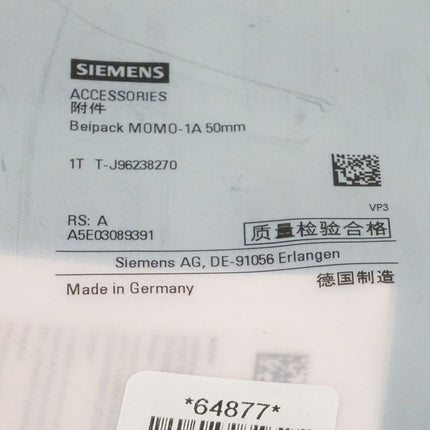 SIEMENS
ACCESSORIES
附件
Beipack MOMO-1A 50mm
1T T-J96238270
VP3
RS: A
A5E03089391
质量检验合格
Siemens AG, DE-91056 Erlangen
Made in Germany
德国制造
*64877*